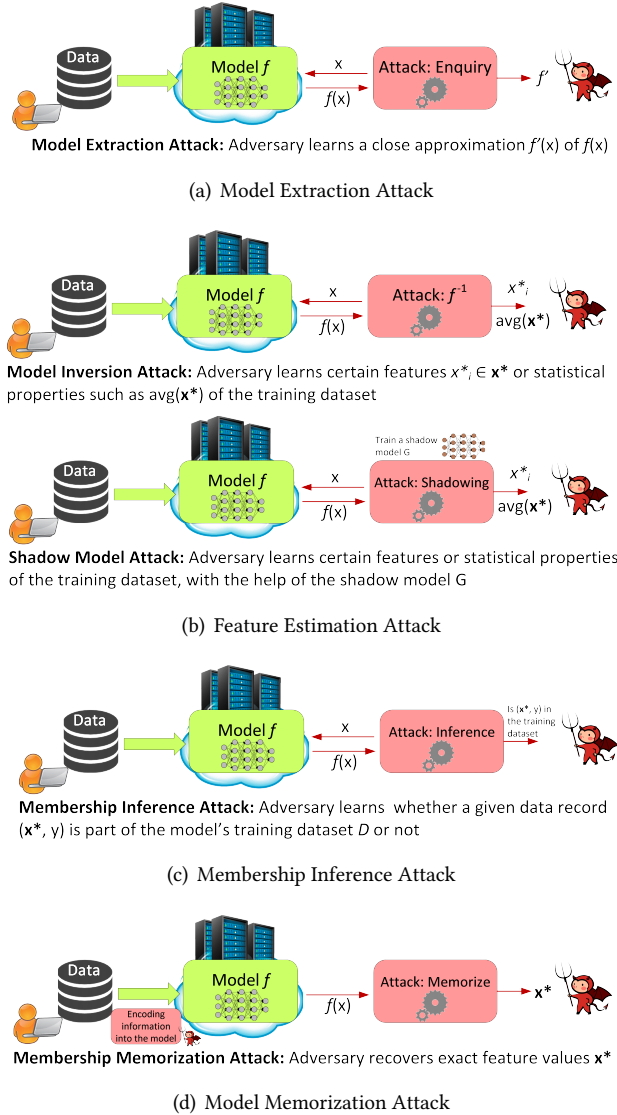 Data
Model f
x
f(x)
Attack: Enquiry
f'
Model Extraction Attack: Adversary learns a close approximation f'(x) of f(x)
(a) Model Extraction Attack
Data
Model f
x
f(x)
Attack: f⁻¹
x*ᵢ
avg(x*)
Model Inversion Attack: Adversary learns certain features x*ᵢ ∈ x* or statistical
properties such as avg(x*) of the training dataset
Train a shadow
model G
Data
Model f
x
f(x)
Attack: Shadowing
x*ᵢ
avg(x*)
Shadow Model Attack: Adversary learns certain features or statistical properties
of the training dataset, with the help of the shadow model G
(b) Feature Estimation Attack
Data
Model f
x
f(x)
Attack: Inference
Is (x*, y) in
the training
dataset
Membership Inference Attack: Adversary learns whether a given data record
(x*, y) is part of the model's training dataset D or not
(c) Membership Inference Attack
Data
Encoding
information
into the model
Model f
f(x)
Attack: Memorize
x*
Membership Memorization Attack: Adversary recovers exact feature values x*
(d) Model Memorization Attack